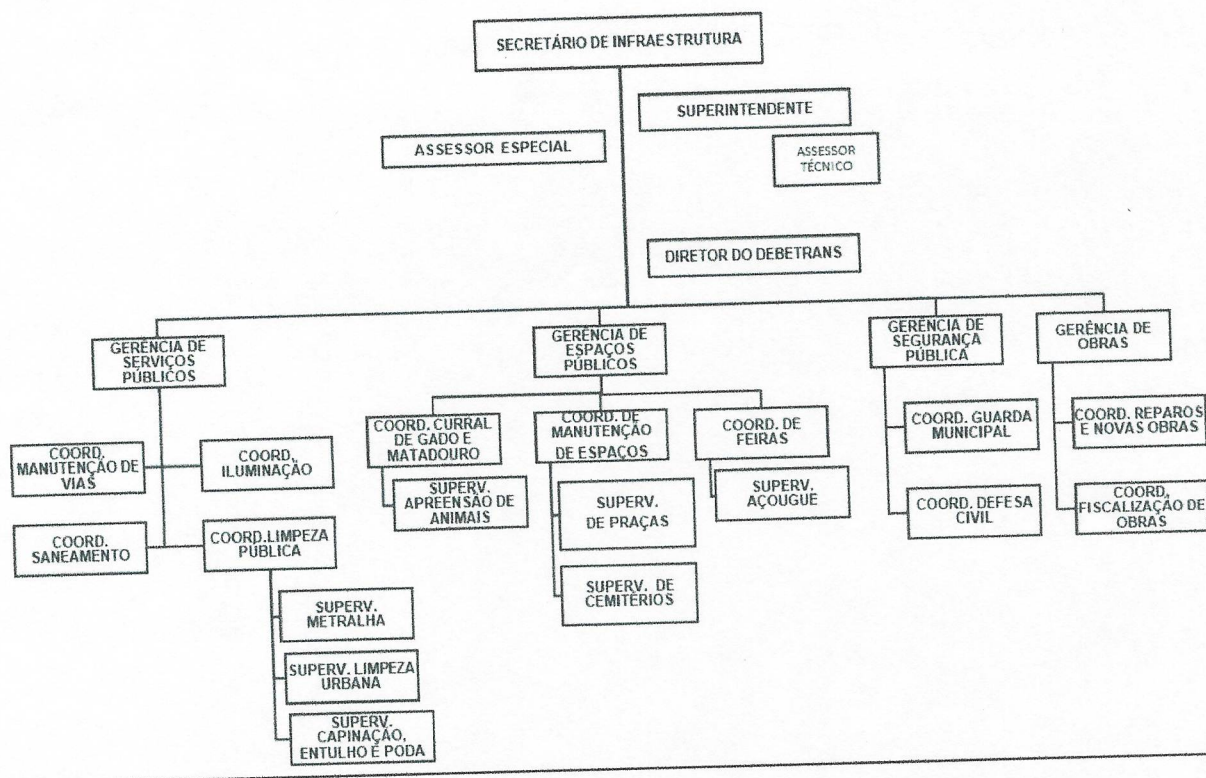 SECRETÁRIO DE INFRAESTRUTURA
SUPERINTENDENTE
ASSESSOR ESPECIAL
ASSESSOR
TÉCNICO
DIRETOR DO DEBETRANS
GERÊNCIA DE
SERVIÇOS
PÚBLICOS
GERÊNCIA DE
ESPAÇOS
PÚBLICOS
GERÊNCIA DE
SEGURANÇA
PÚBLICA
GERÊNCIA DE
OBRAS
COORD.
MANUTENÇÃO DE
VIAS
COORD.
ILUMINAÇÃO
COORD.
SANEAMENTO
COORD.LIMPEZA
PÚBLICA
SUPERV.
METRALHA
SUPERV. LIMPEZA
URBANA
SUPERV.
CAPINAÇÃO,
ENTULHO E PODA
COORD. CURRAL
DE GADO E
MATADOURO
SUPERV.
APREENSÃO DE
ANIMAIS
COORD. DE
MANUTENÇÃO
DE ESPAÇOS
SUPERV.
DE PRAÇAS
SUPERV. DE
CEMITÉRIOS
COORD. DE
FEIRAS
SUPERV.
AÇOUGUE
COORD. GUARDA
MUNICIPAL
COORD. DEFESA
CIVIL
COORD. REPAROS
E NOVAS OBRAS
COORD.
FISCALIZAÇÃO DE
OBRAS